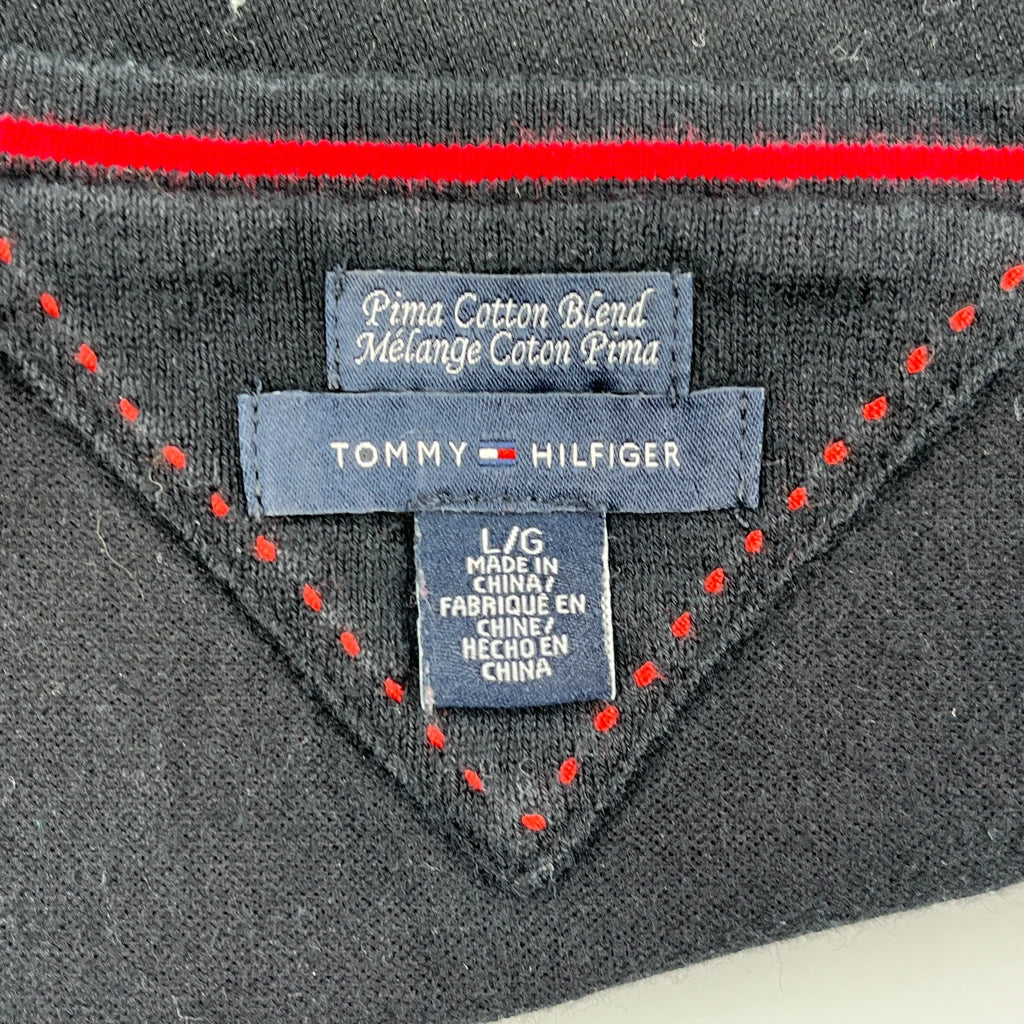 Pima Cotton Blend
Mélange Coton Pima
TOMMY HILFIGER
L/G
MADE IN
CHINA/
FABRIQUÉ EN
CHINE/
HECHO EN
CHINA